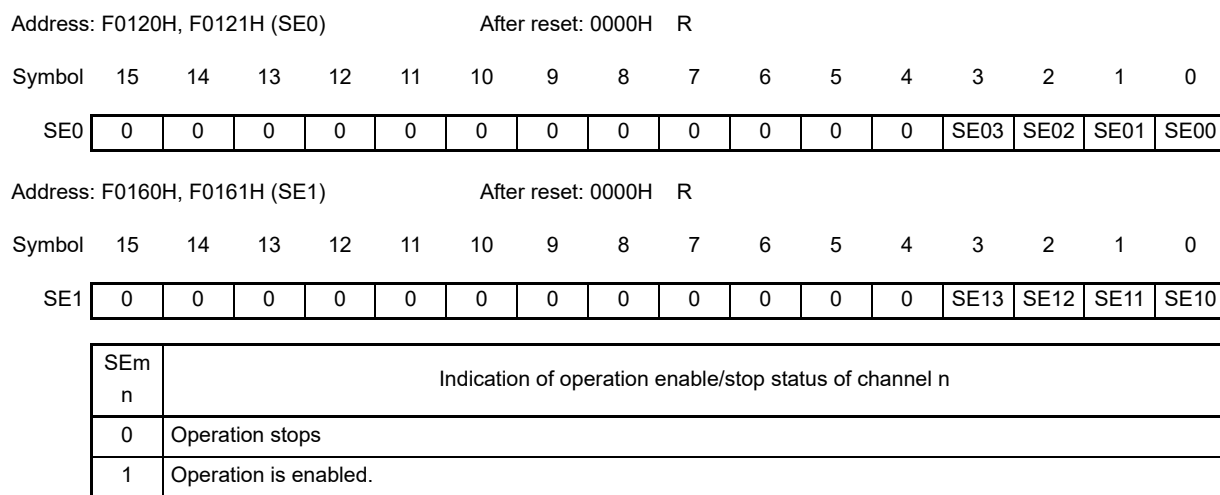 Address: F0120H, F0121H (SE0) After reset: 0000H R
Symbol 15 14 13 12 11 10 9 8 7 6 5 4 3 2 1 0
SE0 0 0 0 0 0 0 0 0 0 0 0 0 SE03 SE02 SE01 SE00
Address: F0160H, F0161H (SE1) After reset: 0000H R
Symbol 15 14 13 12 11 10 9 8 7 6 5 4 3 2 1 0
SE1 0 0 0 0 0 0 0 0 0 0 0 0 SE13 SE12 SE11 SE10
SEm
n
Indication of operation enable/stop status of channel n
0 Operation stops
1 Operation is enabled.